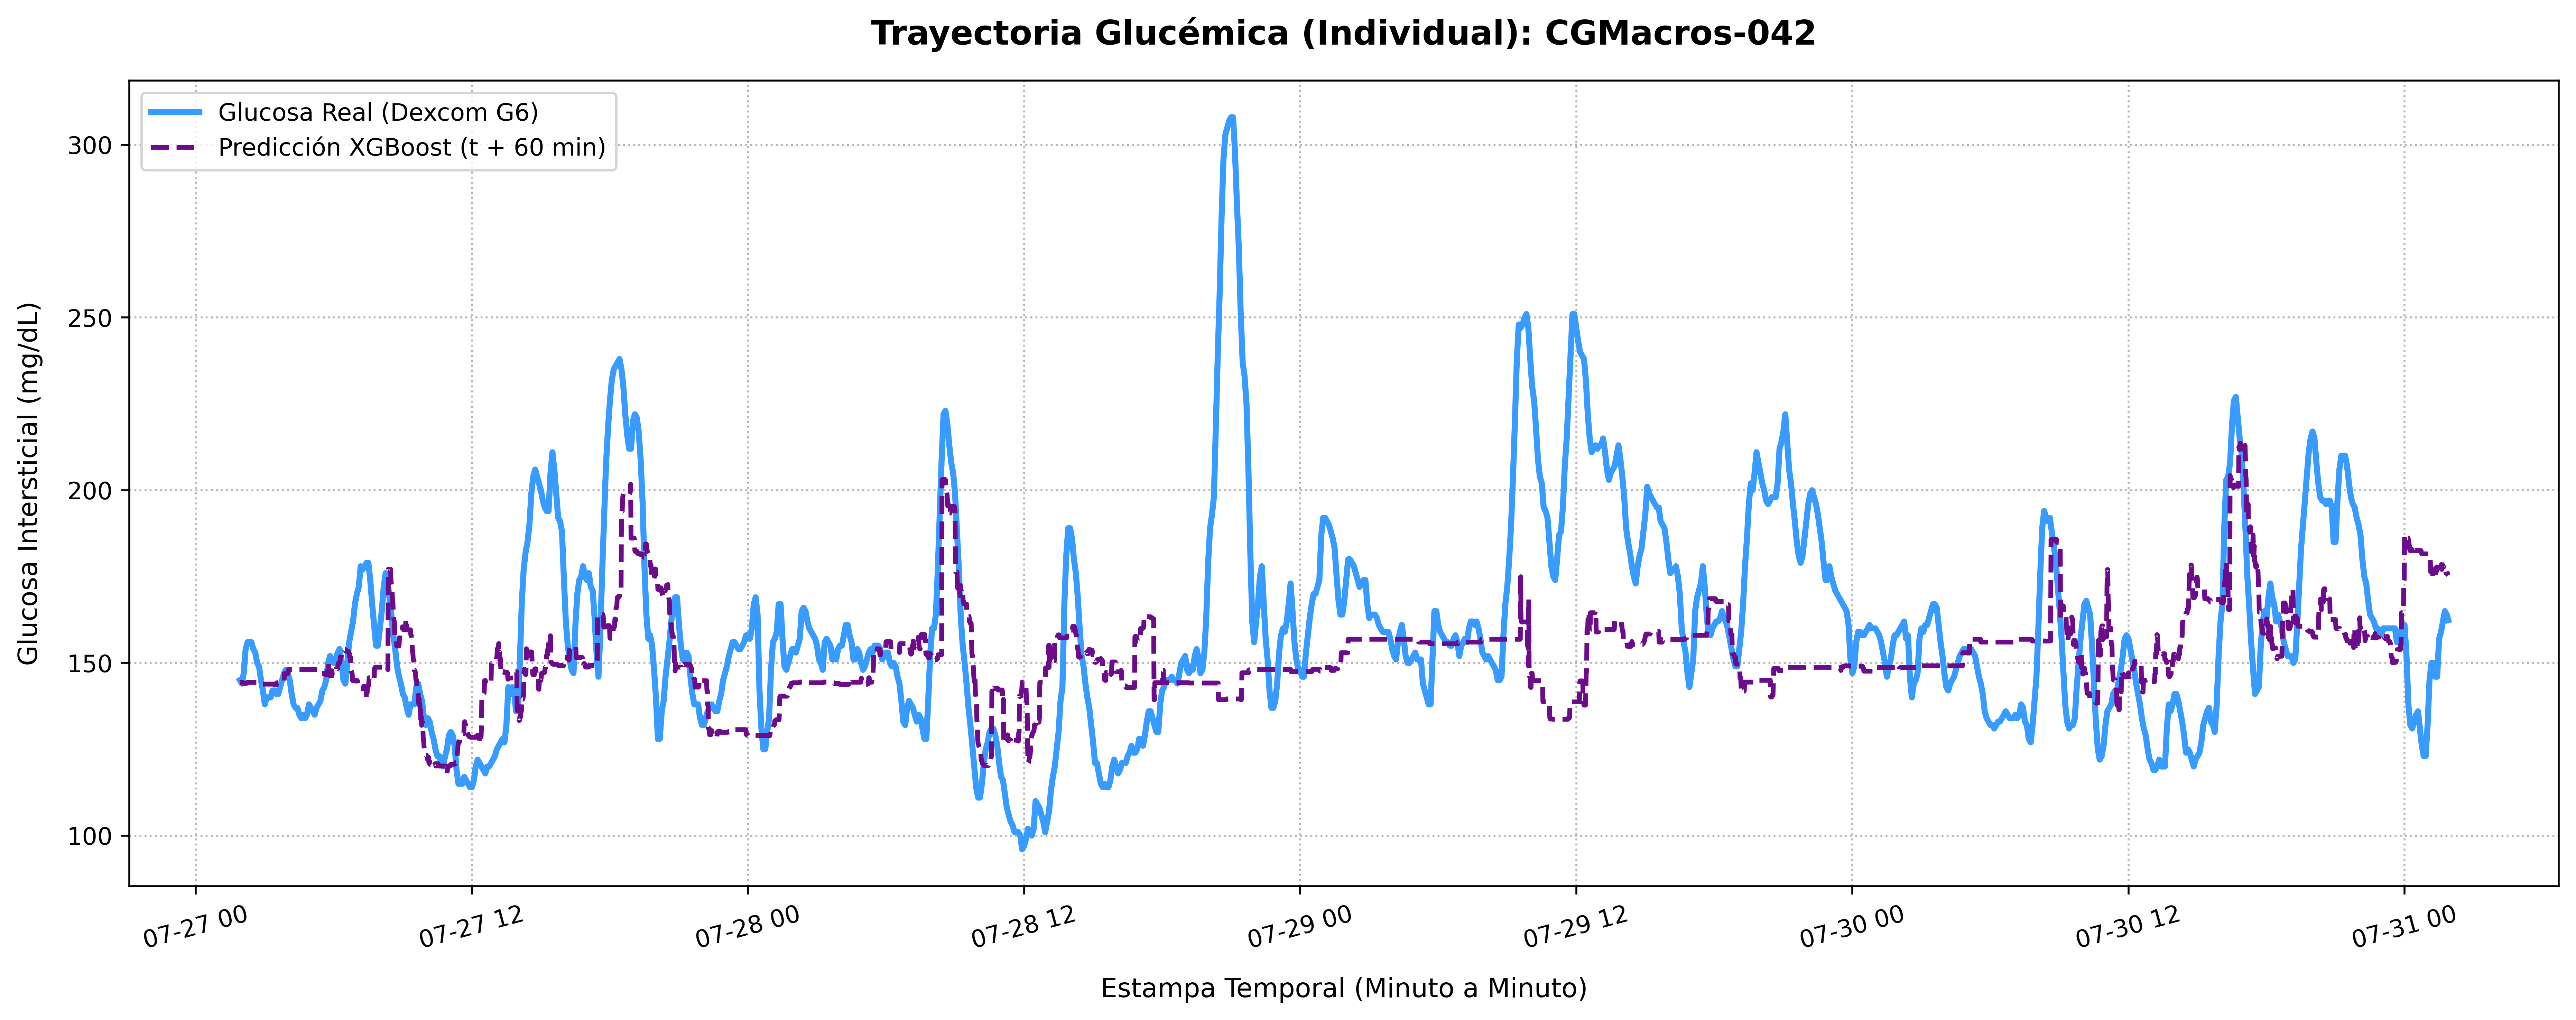 Trayectoria Glucémica (Individual): CGMacros-042
Glucosa Real (Dexcom G6)
Predicción XGBoost (t + 60 min)
Glucosa Intersticial (mg/dL)
300
250
200
150
100
07-27 00
07-27 12
07-28 00
07-28 12
07-29 00
07-29 12
07-30 00
07-30 12
07-31 00
Estampa Temporal (Minuto a Minuto)